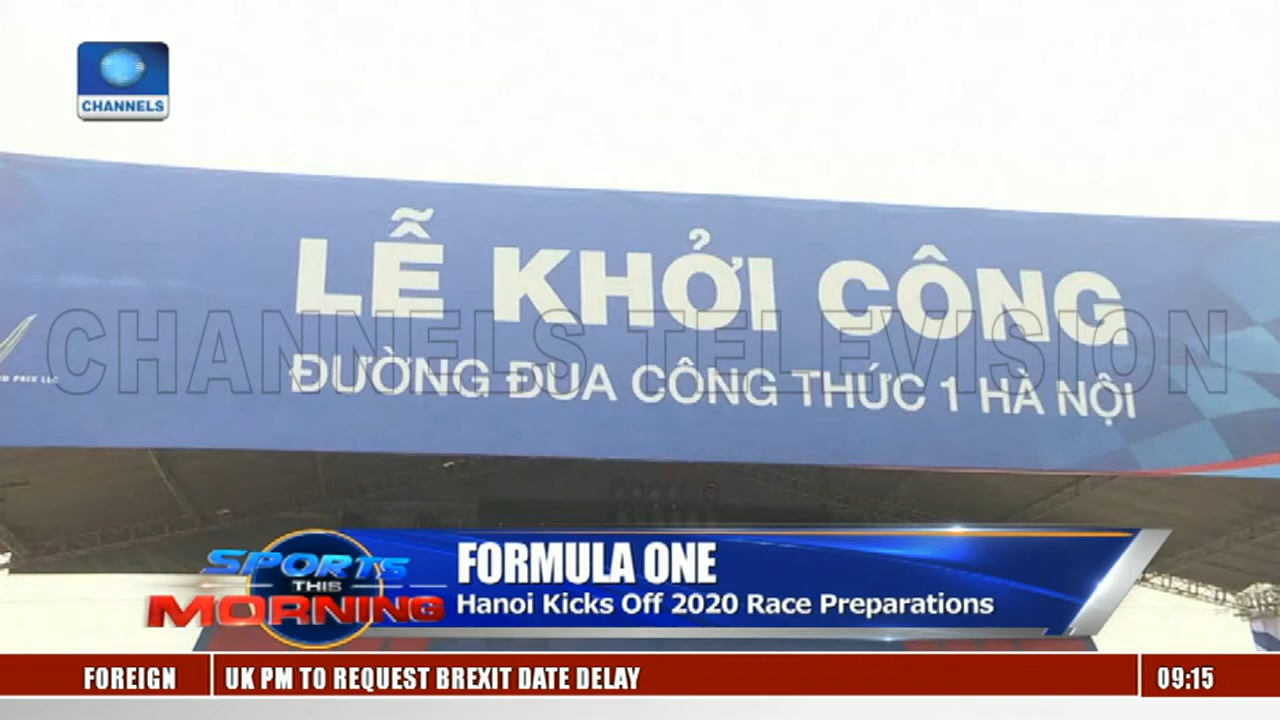 CHANNELS
LỄ KHỞI CÔNG
CHANNELS TELEVISION
ĐƯỜNG ĐUA CÔNG THỨC 1 HÀ NỘI
SPORTS
THIS
MORNING
FORMULA ONE
Hanoi Kicks Off 2020 Race Preparations
FOREIGN
UK PM TO REQUEST BREXIT DATE DELAY
09:15